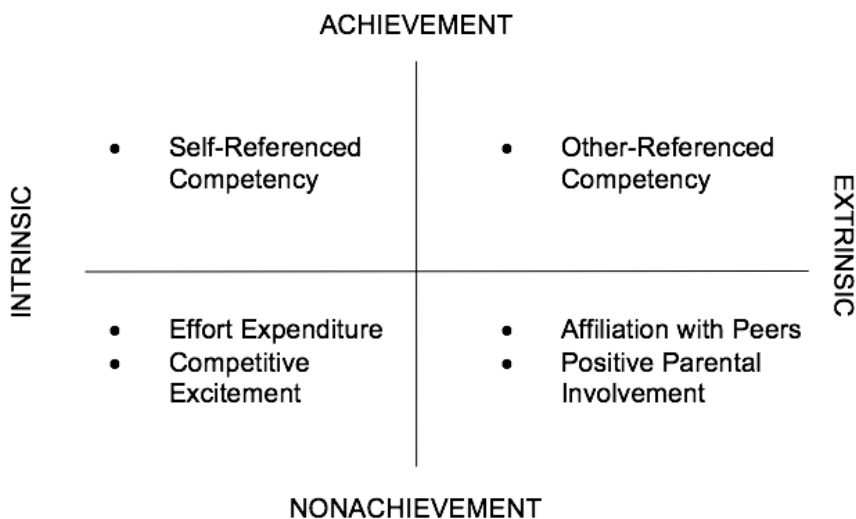 ACHIEVEMENT
INTRINSIC
• Self-Referenced
Competency
• Other-Referenced
Competency
EXTRINSIC
• Effort Expenditure
• Competitive
Excitement
• Affiliation with Peers
• Positive Parental
Involvement
NONACHIEVEMENT